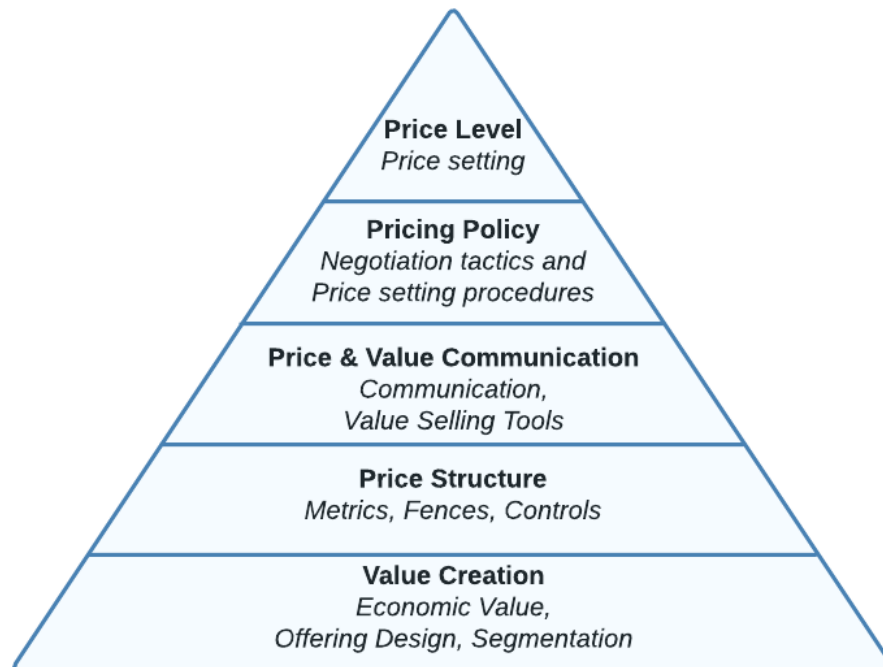 Price Level
Price setting
Pricing Policy
Negotiation tactics and
Price setting procedures
Price & Value Communication
Communication,
Value Selling Tools
Price Structure
Metrics, Fences, Controls
Value Creation
Economic Value,
Offering Design, Segmentation